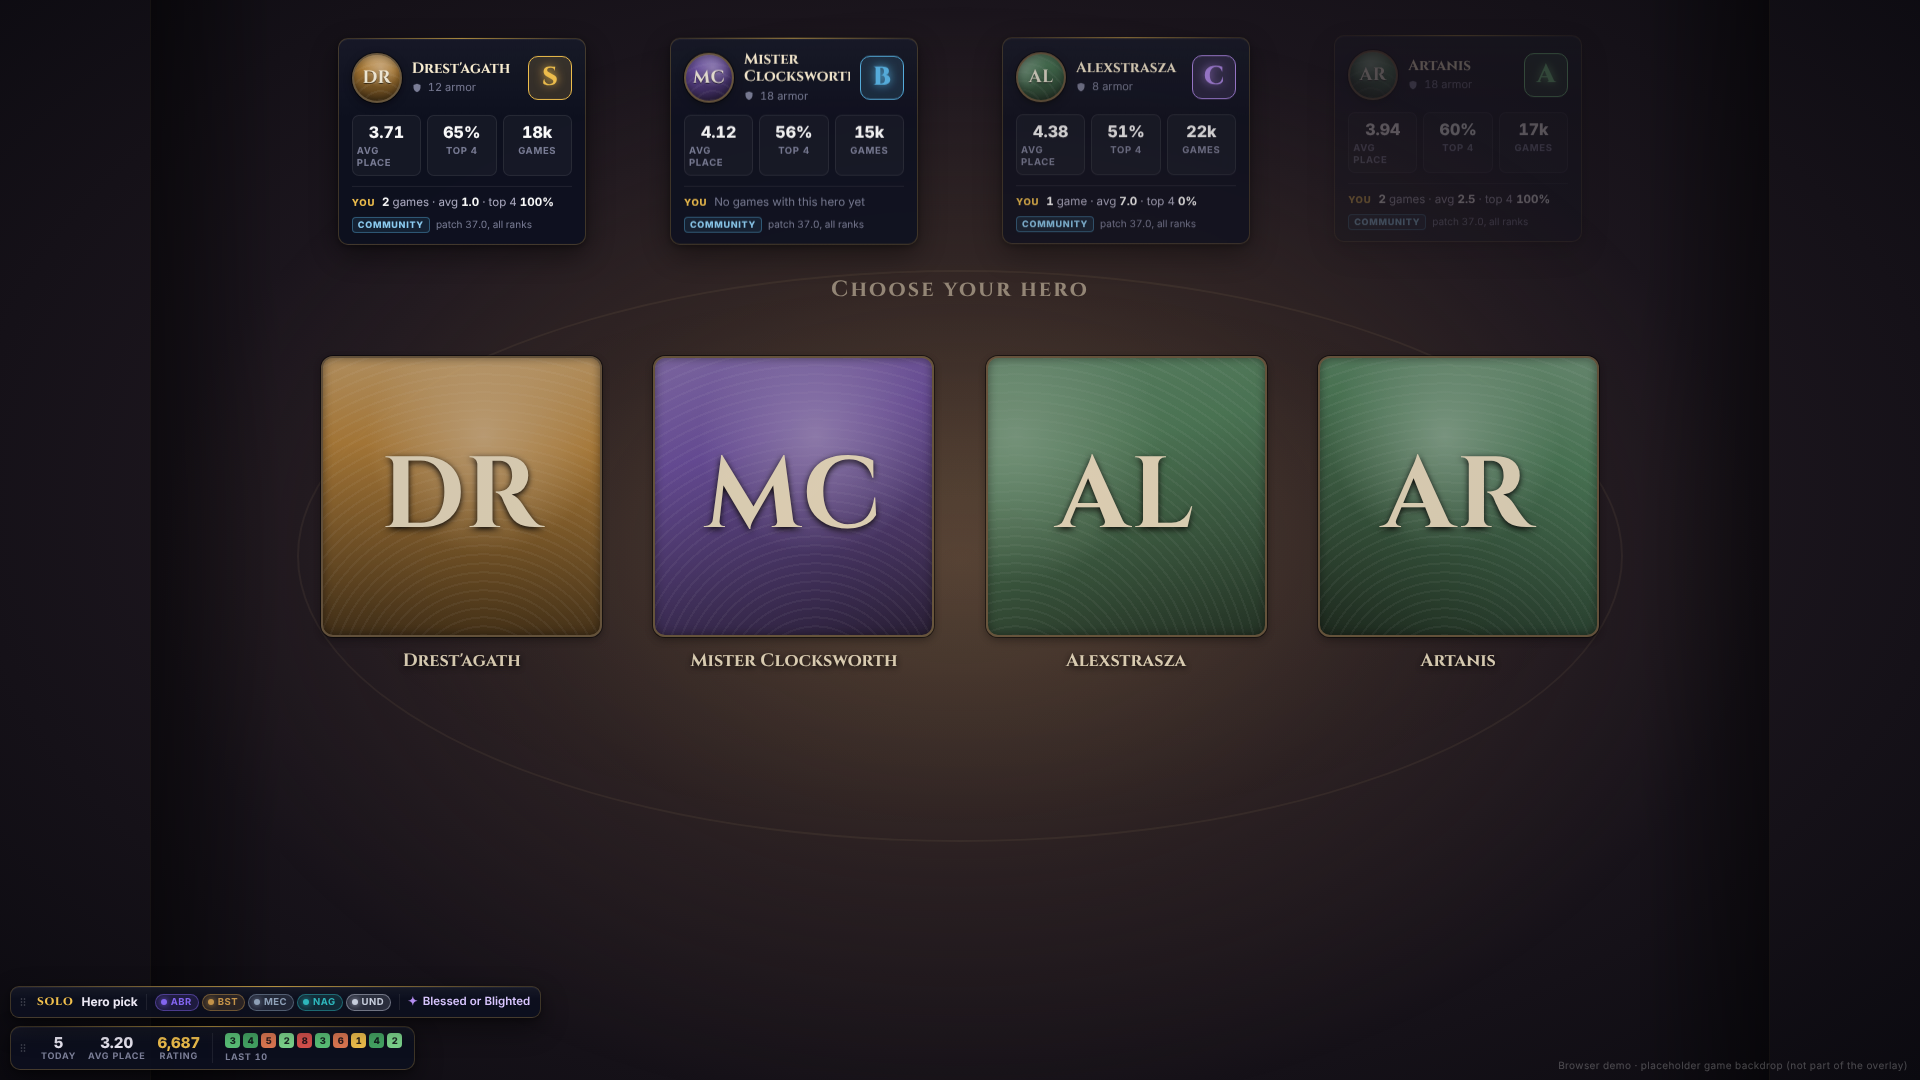 DR
Drest'agath
12 armor
S
3.71
AVG PLACE
65%
TOP 4
18k
GAMES
YOU 2 games · avg 1.0 · top 4 100%
COMMUNITY patch 37.0, all ranks
MC
Mister
18 armor
B
4.12
AVG PLACE
56%
TOP 4
15k
GAMES
YOU No games with this hero yet
COMMUNITY patch 37.0, all ranks
AL
Alexstrasza
8 armor
C
4.38
AVG PLACE
51%
TOP 4
22k
GAMES
YOU 1 game · avg 7.0 · top 4 0%
COMMUNITY patch 37.0, all ranks
AR
Artanis
18 armor
A
3.94
AVG PLACE
60%
TOP 4
17k
GAMES
YOU 2 games · avg 2.5 · top 4 100%
COMMUNITY patch 37.0, all ranks
Choose your hero
DR
MC
AL
AR
Drest'agath
Mister Clocksworth
Alexstrasza
Artanis
SOLO Hero pick ABR BST MEC NAG UND Blessed or Blighted
5
TODAY
3.20
AVG PLACE
6,687
RATING
3 4 5 2 8 3 6 1 4 2
LAST 10
Browser demo · placeholder game backdrop (not part of the overlay)